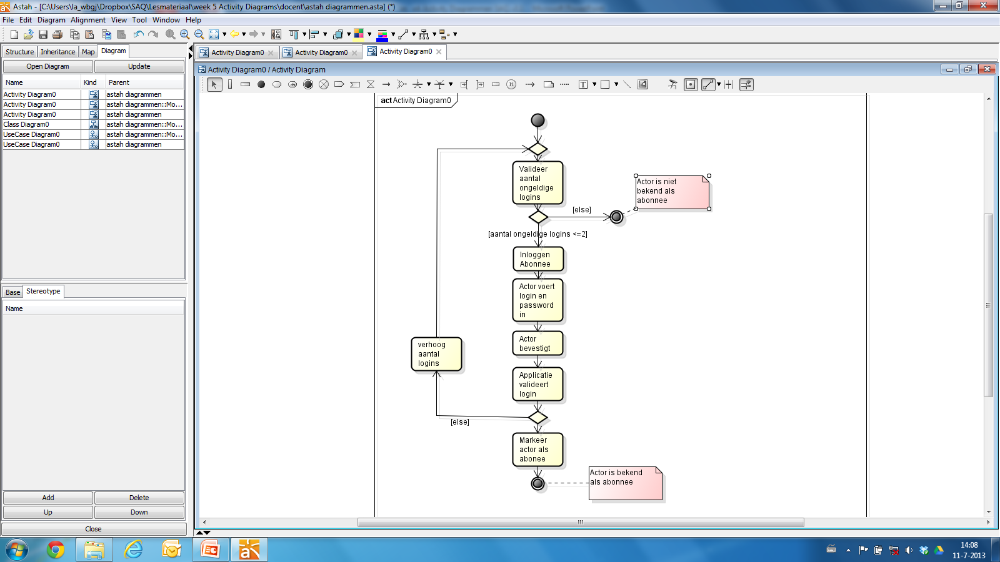 Astah - [C:\Users\la_wbgj\Dropbox\SAQ\Lesmateriaal\week 5 Activity Diagrams\docent\astah diagrammen.asta] (*)
File Edit Diagram Alignment View Tool Window Help
Structure Inheritance Map Diagram
Open Diagram Update
Name Kind Parent
Activity Diagram0 astah diagrammen
Activity Diagram0 astah diagrammen::Mo...
Activity Diagram0 astah diagrammen
Class Diagram0 astah diagrammen::Mo...
UseCase Diagram0 astah diagrammen::Mo...
UseCase Diagram0 astah diagrammen
Base Stereotype
Name
Add Delete
Up Down
Close
Activity Diagram0 Activity Diagram0 Activity Diagram0
Activity Diagram0 / Activity Diagram
act Activity Diagram0
Valideer
aantal
ongeldige
logins
[else]
Actor is niet
bekend als
abonnee
[aantal ongeldige logins <=2]
Inloggen
Abonnee
Actor voert
login en
password
in
Actor
bevestigt
verhoog
aantal
logins
Applicatie
valideert
login
[else]
Markeer
actor als
abonee
Actor is bekend
als abonnee
14:08
11-7-2013